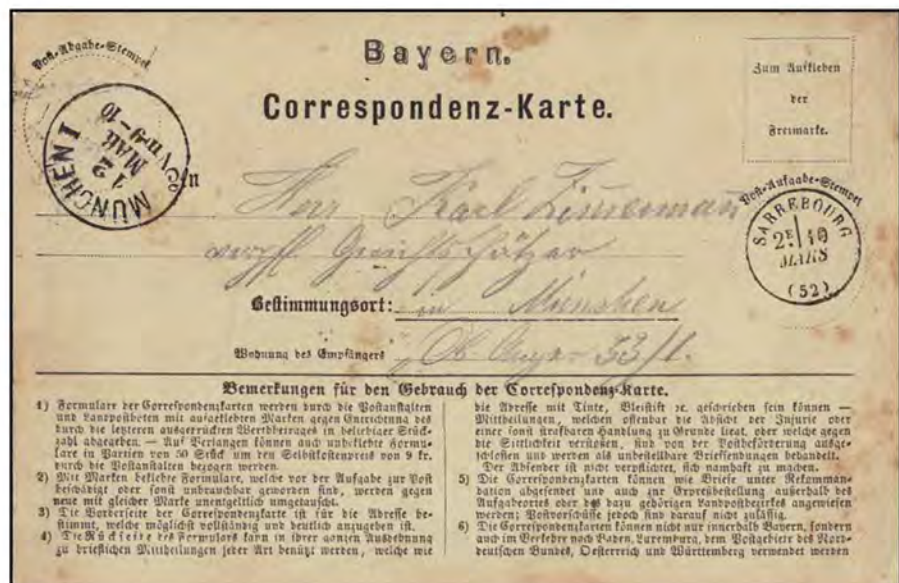 Bayern.
Correspondenz-Karte.
Zum Aufkleben
der
Freimarke.
Post-Abgabe-Stempel
MÜNCHEN I
12
MAR
Vm 9-10
Post-Aufgabe-Stempel
SARREBOURG
2E 10
MARS
(52)
Herr Karl
Bestimmungsort: in München
Wohnung des Empfängers Ob. Anger 53/1.
Bemerkungen für den Gebrauch der Correspondenz-Karte.
1) Formulare der Correspondenzkarten werden durch die Postanstalten
und Landpostboten mit aufgeklebten Marken gegen Entrichtung des
durch die letzteren ausgedrückten Werthbetrages in beliebiger Stück-
zahl abgegeben. — Auf Verlangen können auch unbeklebte Formu-
lare in Partien von 50 Stück um den Selbstkostenpreis von 9 kr.
durch die Postanstalten bezogen werden.
2) Mit Marken beklebte Formulare, welche vor der Aufgabe zur Post
beschädigt oder sonst unbrauchbar geworden sind, werden gegen
neue mit gleicher Marke unentgeltlich umgetauscht.
3) Die Vorderseite der Correspondenzkarte ist für die Adresse be-
stimmt, welche möglichst vollständig und deutlich anzugeben ist.
4) Die Rückseite des Formulars kann in ihrer ganzen Ausdehnung
zu brieflichen Mittheilungen jeder Art benützt werden, welche wie
die Adresse mit Tinte, Bleistift ꝛc. geschrieben sein können —
Mittheilungen, welchen offenbar die Absicht der Injurie oder
einer sonst strafbaren Handlung zu Grunde liegt, oder welche gegen
die Sittlichkeit verstoßen, sind von der Postbeförderung ausge-
schlossen und werden als unbestellbare Briefsendungen behandelt.
Der Absender ist nicht verpflichtet, sich namhaft zu machen.
5) Die Correspondenzkarten können wie Briefe unter Rekomman-
dation abgesendet und auch zur Expreßbestellung außerhalb des
Aufgabeortes oder des dazu gehörigen Landpostbezirkes angewiesen
werden; Postvorschüsse jedoch sind darauf nicht zulässig.
6) Die Correspondenzkarten können nicht nur innerhalb Bayern, sondern
auch im Verkehre nach Baden, Luxemburg, dem Postgebiete des Nord-
deutschen Bundes, Oesterreich und Württemberg verwendet werden